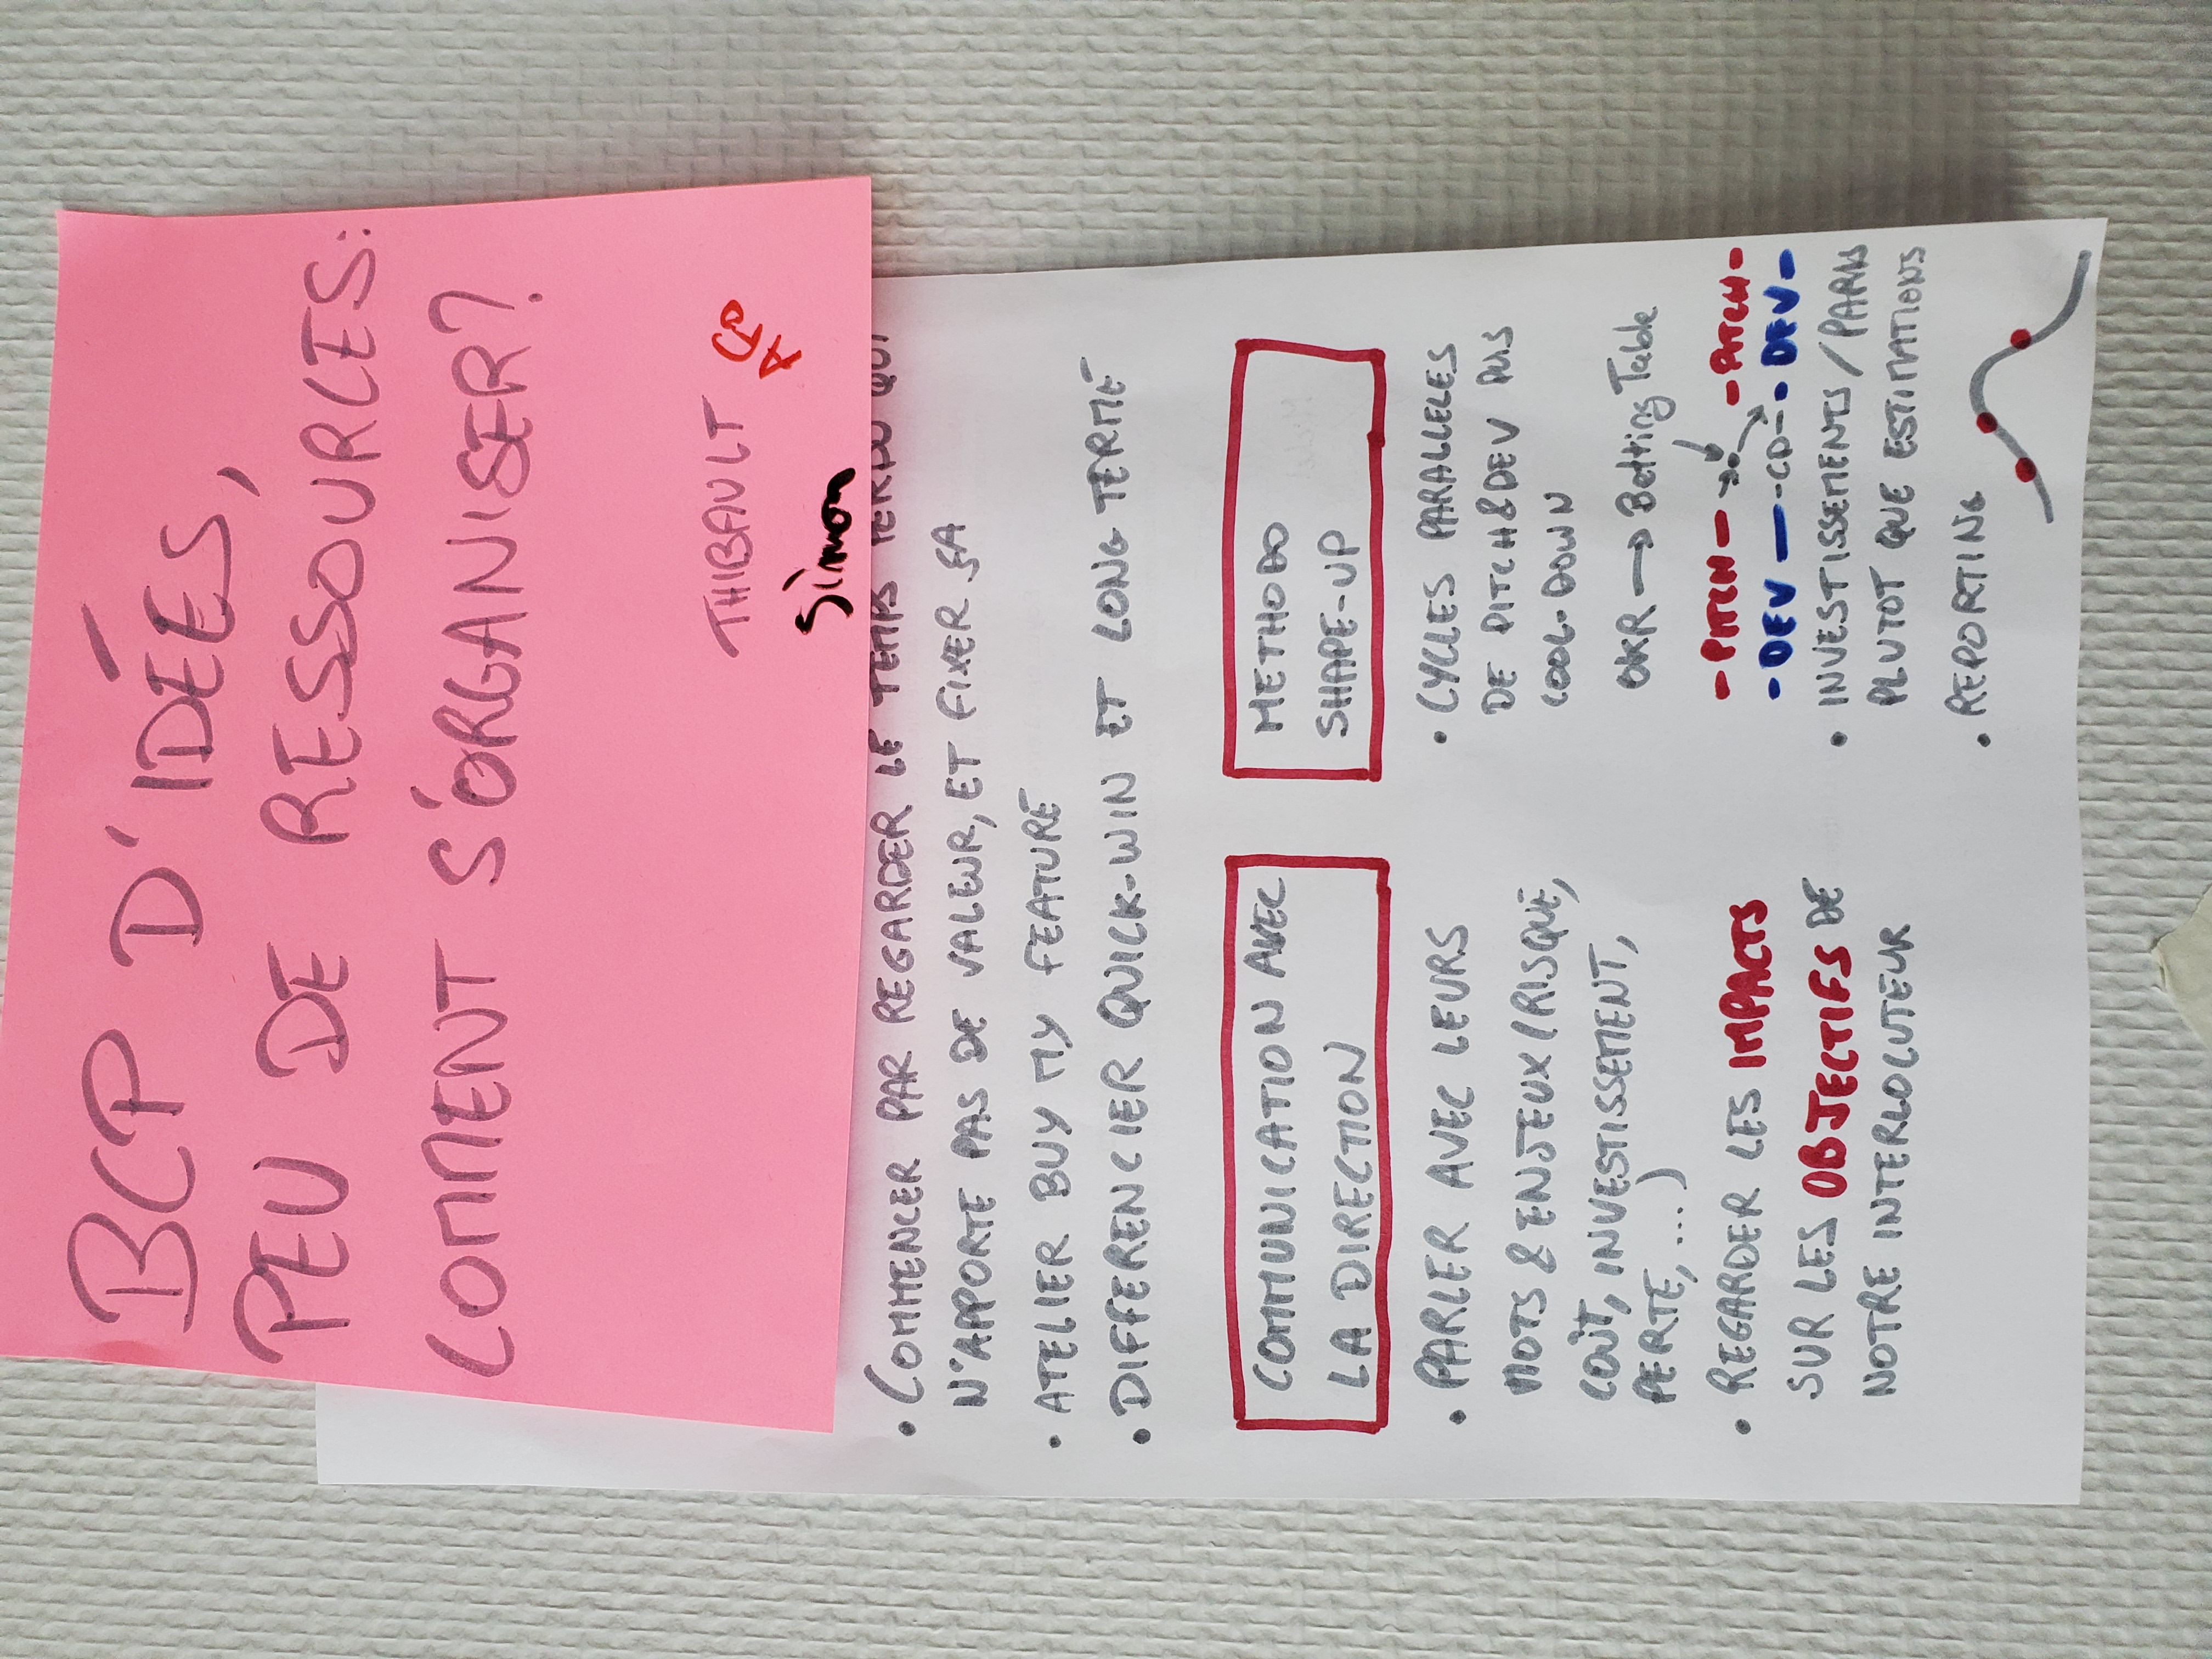 BCP D'IDÉES,
PEU DE RESSOURCES:
COMMENT S'ORGANISER?
THIBAULT
AFO
Simon
• COMMENCER PAR REGARDER LE TEMPS PERDU QUI
N'APPORTE PAS DE VALEUR, ET FIXER ÇA
• ATELIER BUY MY FEATURE
• DIFFERENCIER QUICK-WIN ET LONG TERME
COMMUNICATION AVEC
LA DIRECTION
• PARLER AVEC LEURS
MOTS & ENJEUX (RISQUE,
COÛT, INVESTISSEMENT,
PERTE, ...)
• REGARDER LES IMPACTS
SUR LES OBJECTIFS DE
NOTRE INTERLOCUTEUR
METHODO
SHAPE-UP
• CYCLES PARALLELES
DE PITCH & DEV PUIS
COOL-DOWN
OKR → Betting Table
- PITCH - - PITCH -
- DEV - -CD- - DEV -
• INVESTISSEMENTS / PARIS
PLUTOT QUE ESTIMATIONS
• REPORTING